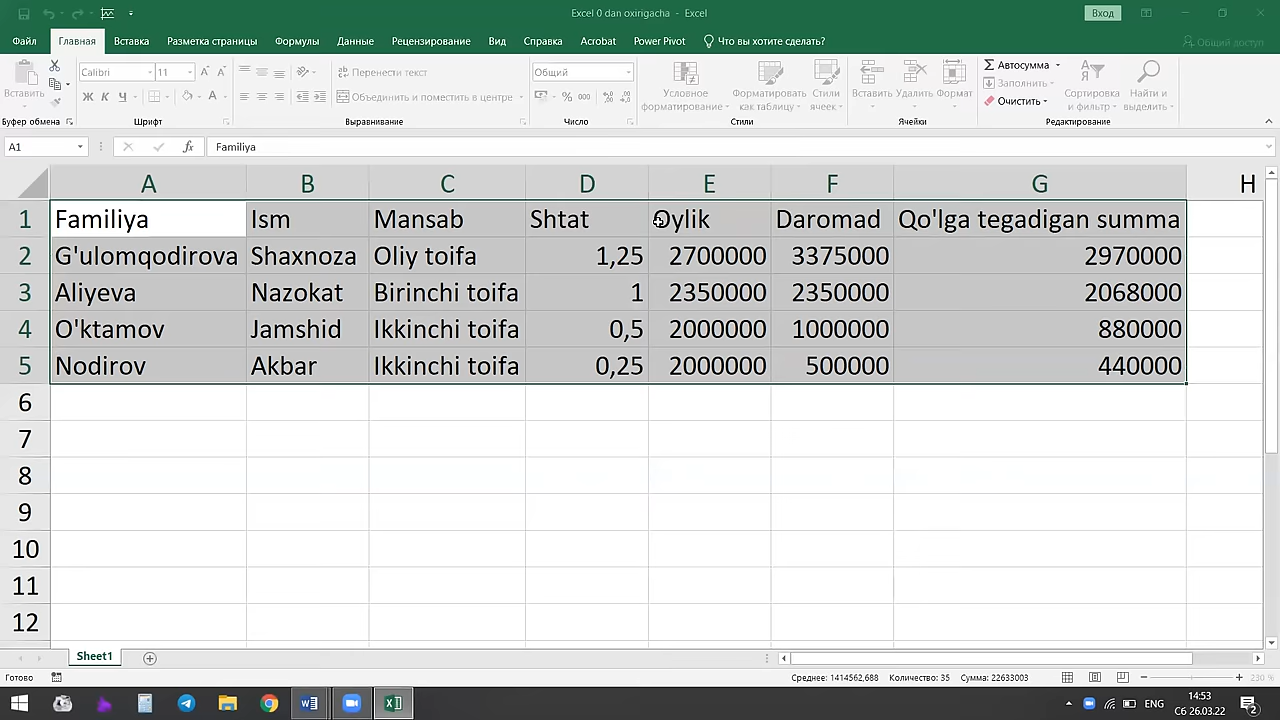 Excel 0 dan oxirigacha - Excel
Вход
Файл Главная Вставка Разметка страницы Формулы Данные Рецензирование Вид Справка Acrobat Power Pivot Что вы хотите сделать? Общий доступ
Вставить
Calibri 11
Ж К Ч
Перенести текст
Объединить и поместить в центре
Общий
% 000
Условное форматирование
Форматировать как таблицу
Стили ячеек
Вставить Удалить Формат
Автосумма
Заполнить
Очистить
Сортировка и фильтр
Найти и выделить
Буфер обмена Шрифт Выравнивание Число Стили Ячейки Редактирование
A1 fx Familiya
A B C D E F G H
1 Familiya Ism Mansab Shtat Oylik Daromad Qo'lga tegadigan summa
2 G'ulomqodirova Shaxnoza Oliy toifa 1,25 2700000 3375000 2970000
3 Aliyeva Nazokat Birinchi toifa 1 2350000 2350000 2068000
4 O'ktamov Jamshid Ikkinchi toifa 0,5 2000000 1000000 880000
5 Nodirov Akbar Ikkinchi toifa 0,25 2000000 500000 440000
6
7
8
9
10
11
12
Sheet1
Готово Среднее: 1414562,688 Количество: 35 Сумма: 22633003 230 %
ENG 14:53
Сб 26.03.22 2